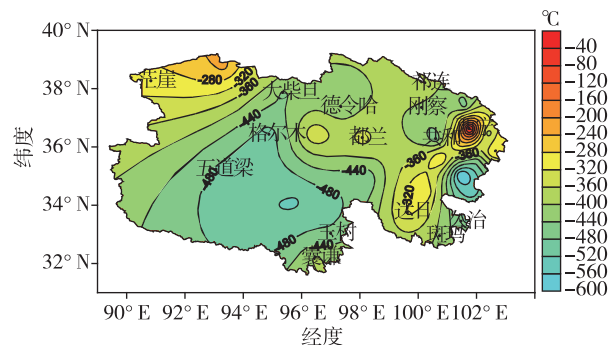 ℃
40° N
38° N
36° N
34° N
32° N
纬度
-40
-80
-120
-160
-200
-240
-280
-320
-360
-400
-440
-480
-520
-560
-600
茫崖
-280
-320
-360
大柴旦
祁连
德令哈
刚察
-440
格尔木
都兰
-360
-360
五道梁
-480
-440
-480
-320
达日
玉树
班玛
-480
-440
囊谦
90° E
92° E
94° E
96° E
98° E
100° E
102° E
经度